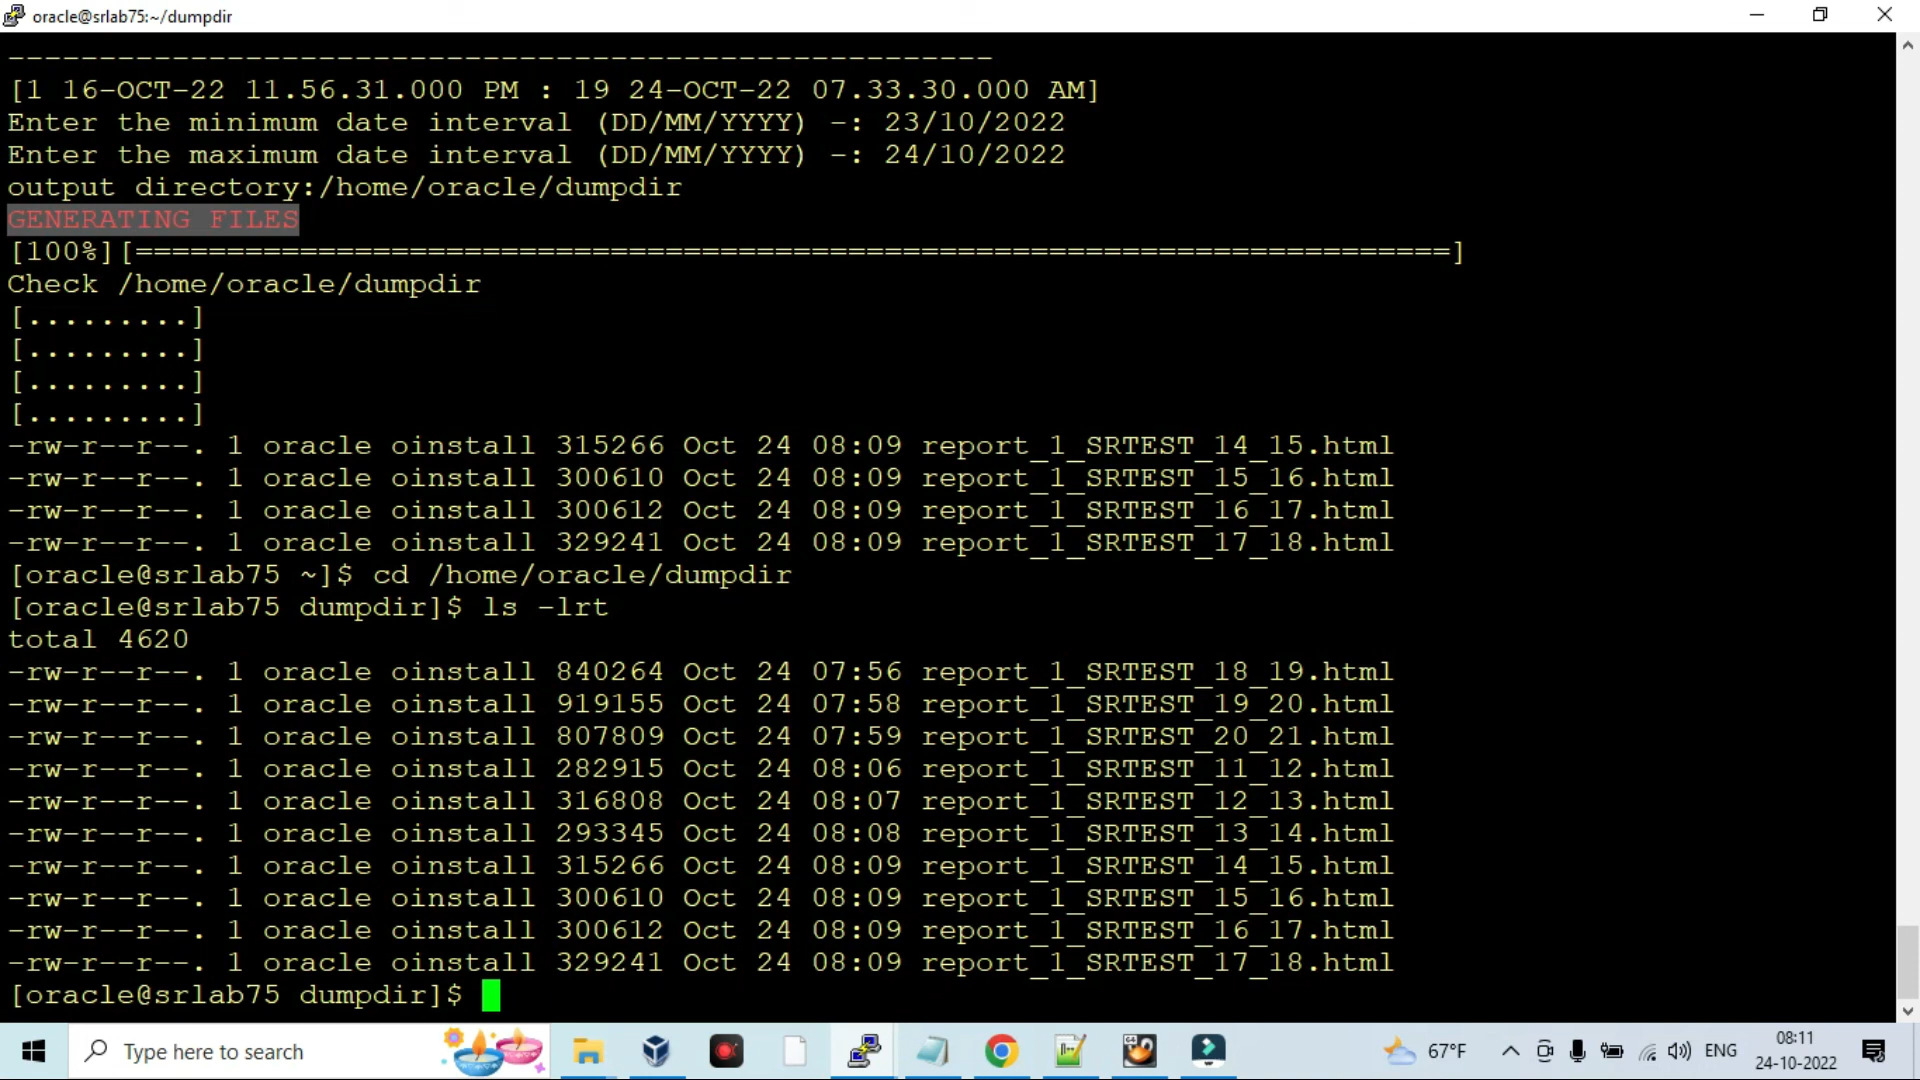 oracle@srlab75:~/dumpdir
------------------------------------------------------
[1 16-OCT-22 11.56.31.000 PM : 19 24-OCT-22 07.33.30.000 AM]
Enter the minimum date interval (DD/MM/YYYY) -: 23/10/2022
Enter the maximum date interval (DD/MM/YYYY) -: 24/10/2022
output directory:/home/oracle/dumpdir
GENERATING FILES
[100%][========================================================================]
Check /home/oracle/dumpdir
[.........]
[.........]
[.........]
[.........]
-rw-r--r--. 1 oracle oinstall 315266 Oct 24 08:09 report_1_SRTEST_14_15.html
-rw-r--r--. 1 oracle oinstall 300610 Oct 24 08:09 report_1_SRTEST_15_16.html
-rw-r--r--. 1 oracle oinstall 300612 Oct 24 08:09 report_1_SRTEST_16_17.html
-rw-r--r--. 1 oracle oinstall 329241 Oct 24 08:09 report_1_SRTEST_17_18.html
[oracle@srlab75 ~]$ cd /home/oracle/dumpdir
[oracle@srlab75 dumpdir]$ ls -lrt
total 4620
-rw-r--r--. 1 oracle oinstall 840264 Oct 24 07:56 report_1_SRTEST_18_19.html
-rw-r--r--. 1 oracle oinstall 919155 Oct 24 07:58 report_1_SRTEST_19_20.html
-rw-r--r--. 1 oracle oinstall 807809 Oct 24 07:59 report_1_SRTEST_20_21.html
-rw-r--r--. 1 oracle oinstall 282915 Oct 24 08:06 report_1_SRTEST_11_12.html
-rw-r--r--. 1 oracle oinstall 316808 Oct 24 08:07 report_1_SRTEST_12_13.html
-rw-r--r--. 1 oracle oinstall 293345 Oct 24 08:08 report_1_SRTEST_13_14.html
-rw-r--r--. 1 oracle oinstall 315266 Oct 24 08:09 report_1_SRTEST_14_15.html
-rw-r--r--. 1 oracle oinstall 300610 Oct 24 08:09 report_1_SRTEST_15_16.html
-rw-r--r--. 1 oracle oinstall 300612 Oct 24 08:09 report_1_SRTEST_16_17.html
-rw-r--r--. 1 oracle oinstall 329241 Oct 24 08:09 report_1_SRTEST_17_18.html
[oracle@srlab75 dumpdir]$
Type here to search
67°F
ENG
08:11
24-10-2022